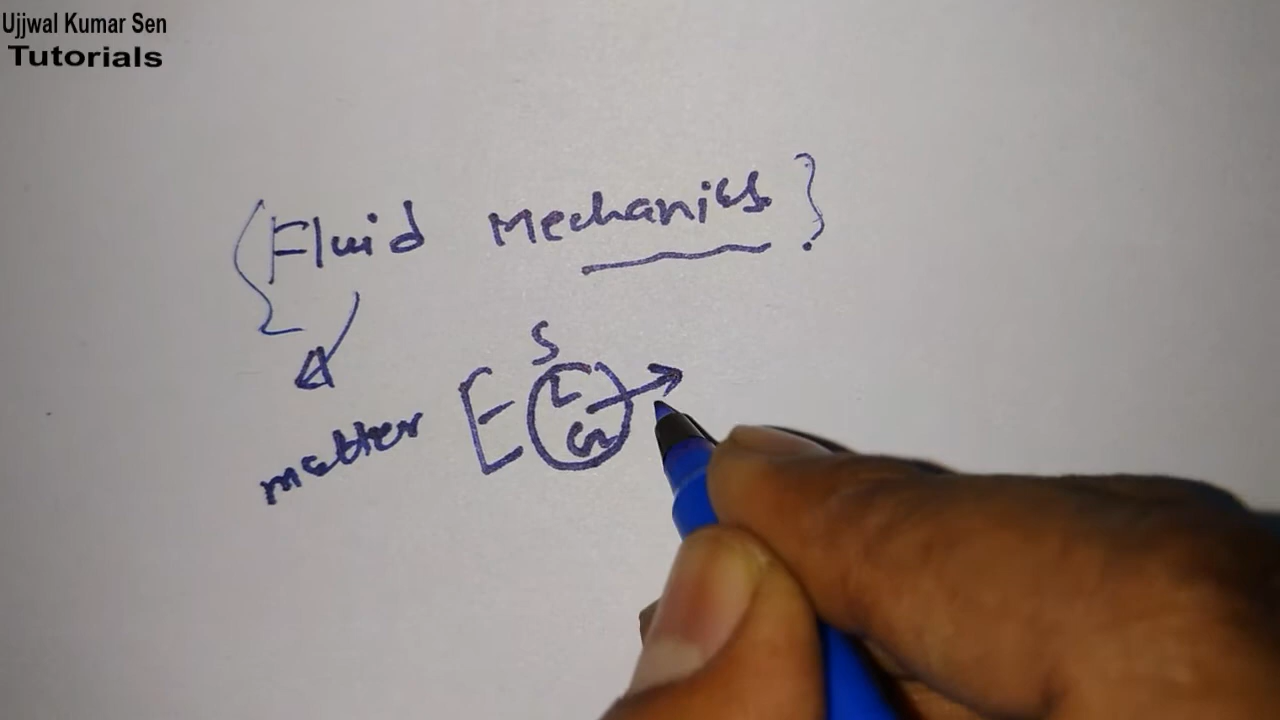 Ujjwal Kumar Sen
Tutorials
{Fluid Mechanics}
S
matter [ L
G